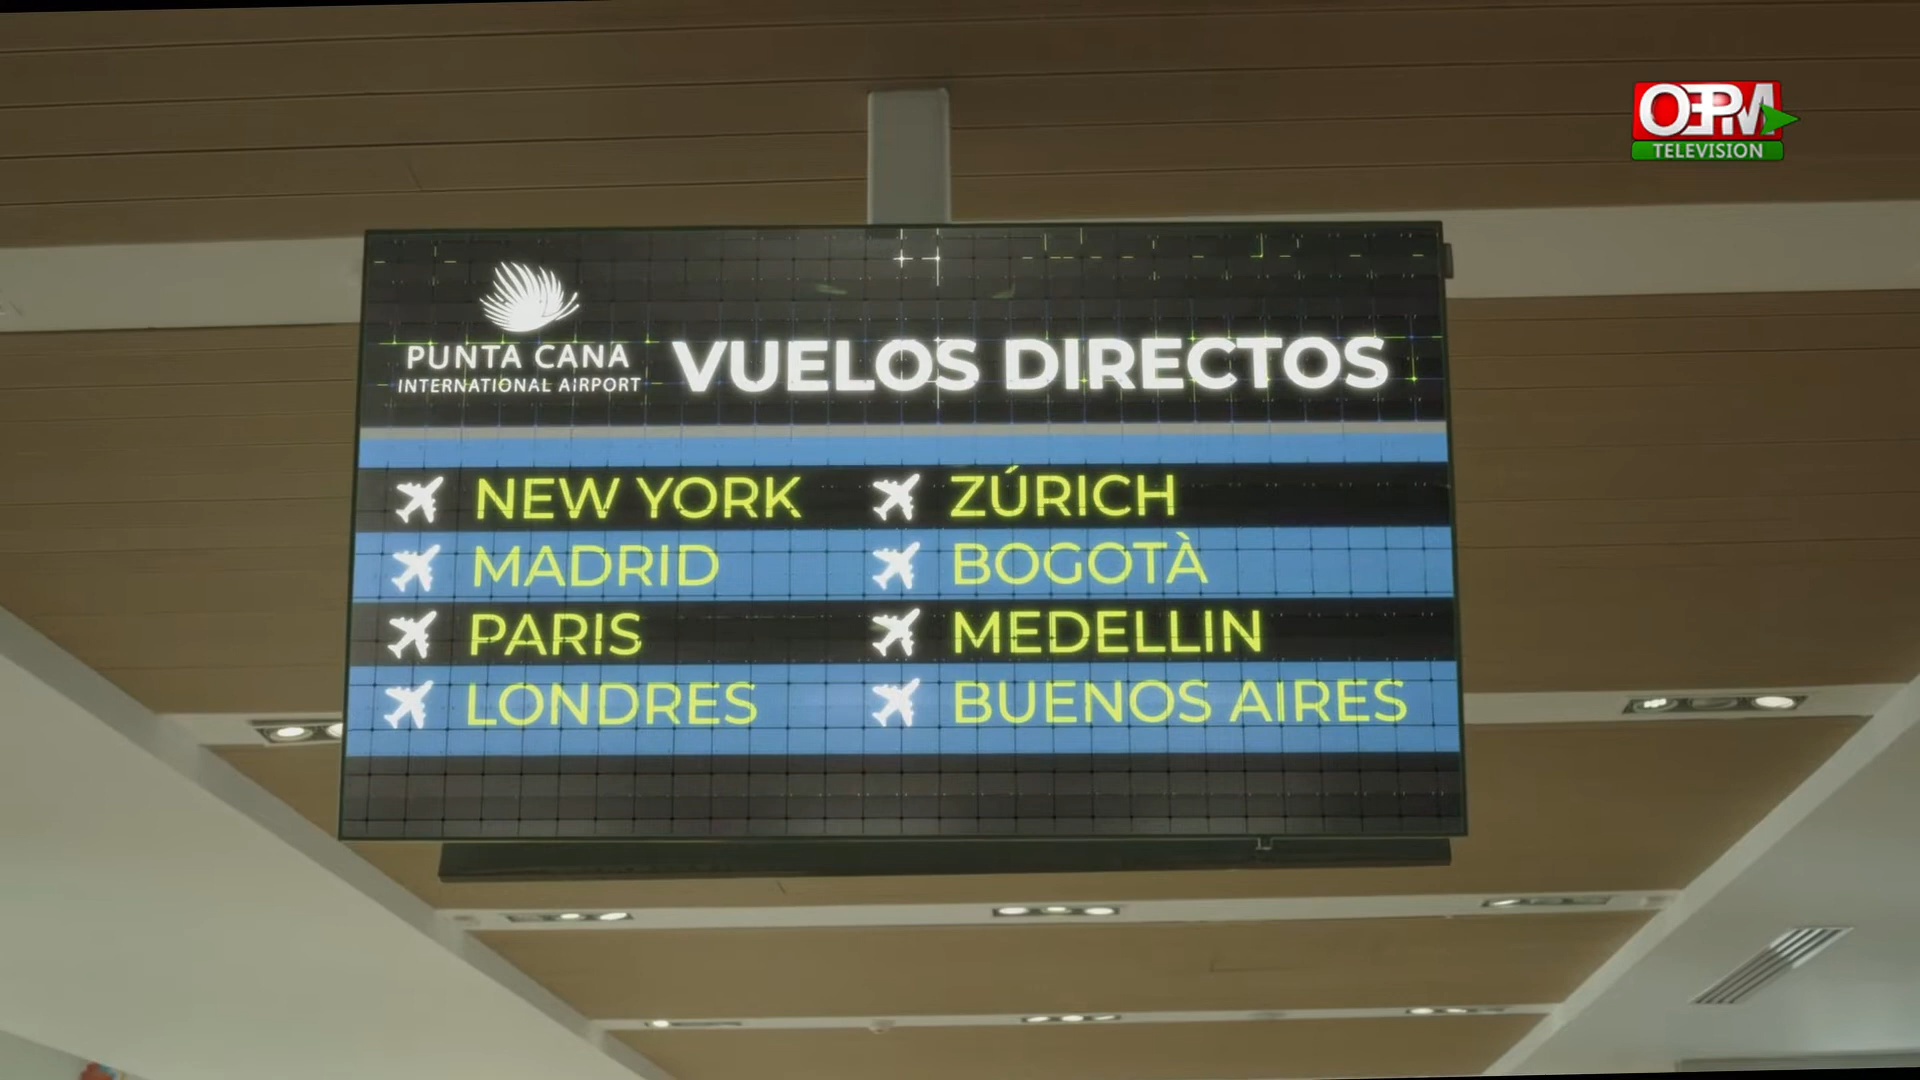 OEPM
TELEVISION
PUNTA CANA
INTERNATIONAL AIRPORT
VUELOS DIRECTOS
NEW YORK
MADRID
PARIS
LONDRES
ZÚRICH
BOGOTÀ
MEDELLIN
BUENOS AIRES